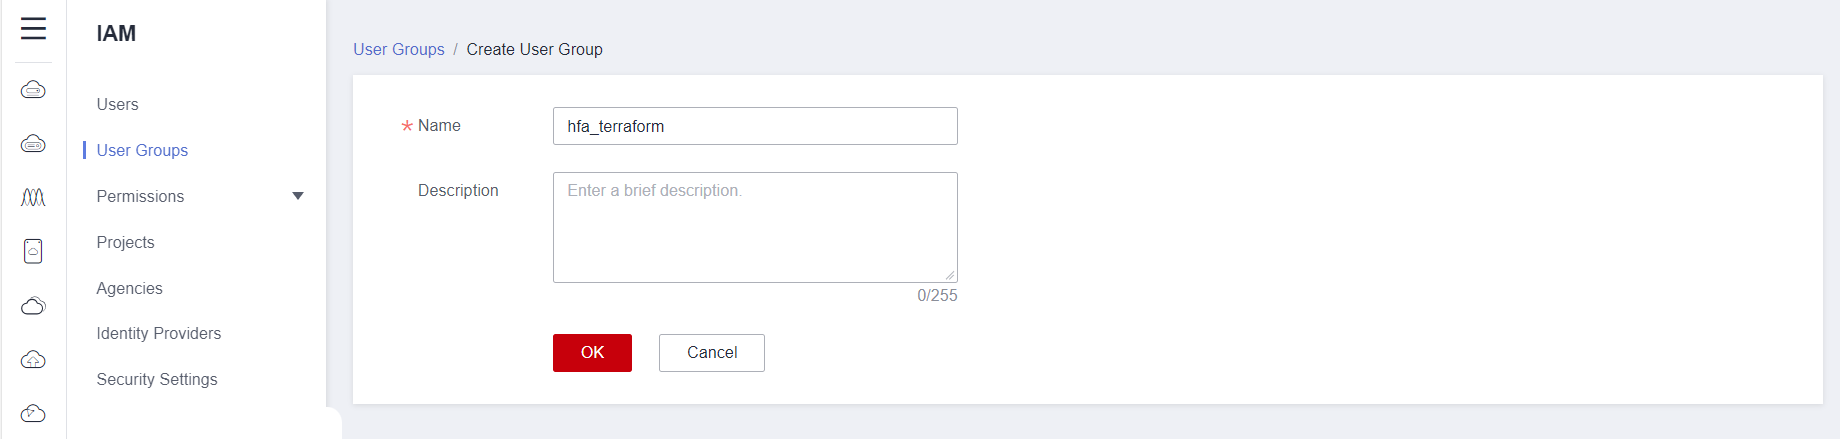 IAM
Users
User Groups
Permissions
Projects
Agencies
Identity Providers
Security Settings
User Groups / Create User Group
* Name
hfa_terraform
Description
Enter a brief description.
0/255
OK
Cancel